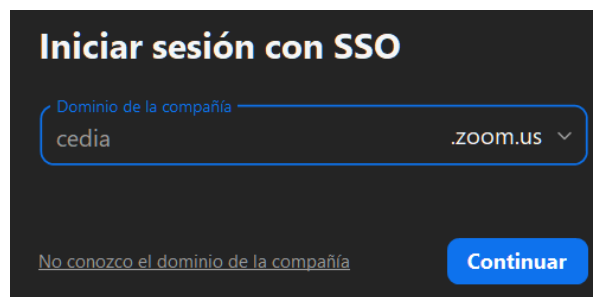 Iniciar sesión con SSO
Dominio de la compañía
cedia .zoom.us
No conozco el dominio de la compañía Continuar